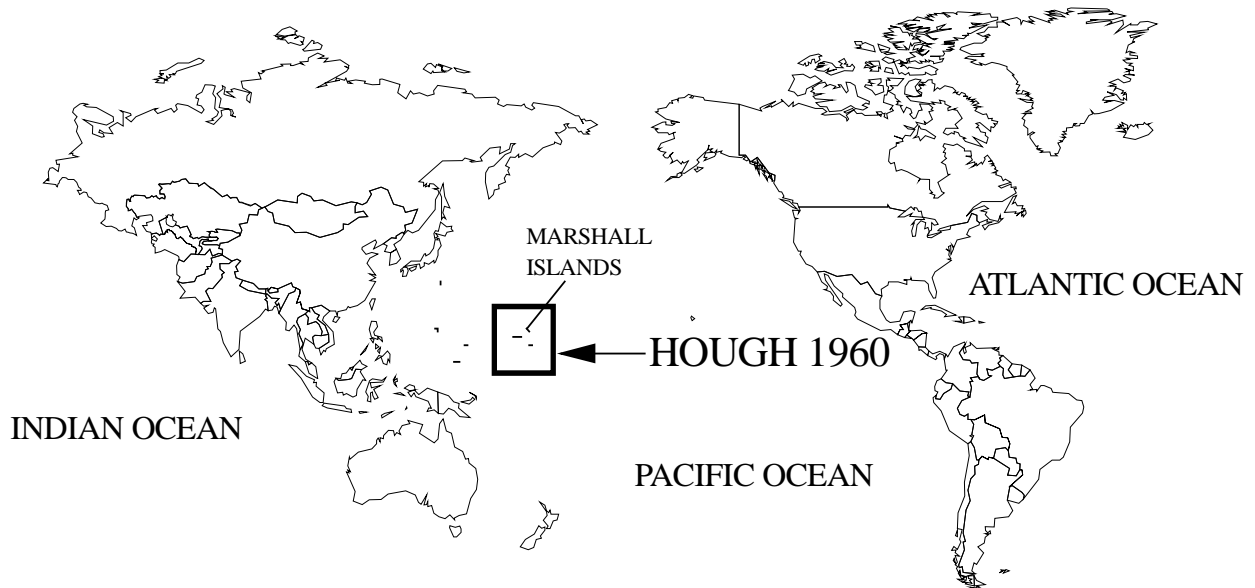 MARSHALL
ISLANDS
ATLANTIC OCEAN
HOUGH 1960
INDIAN OCEAN
PACIFIC OCEAN